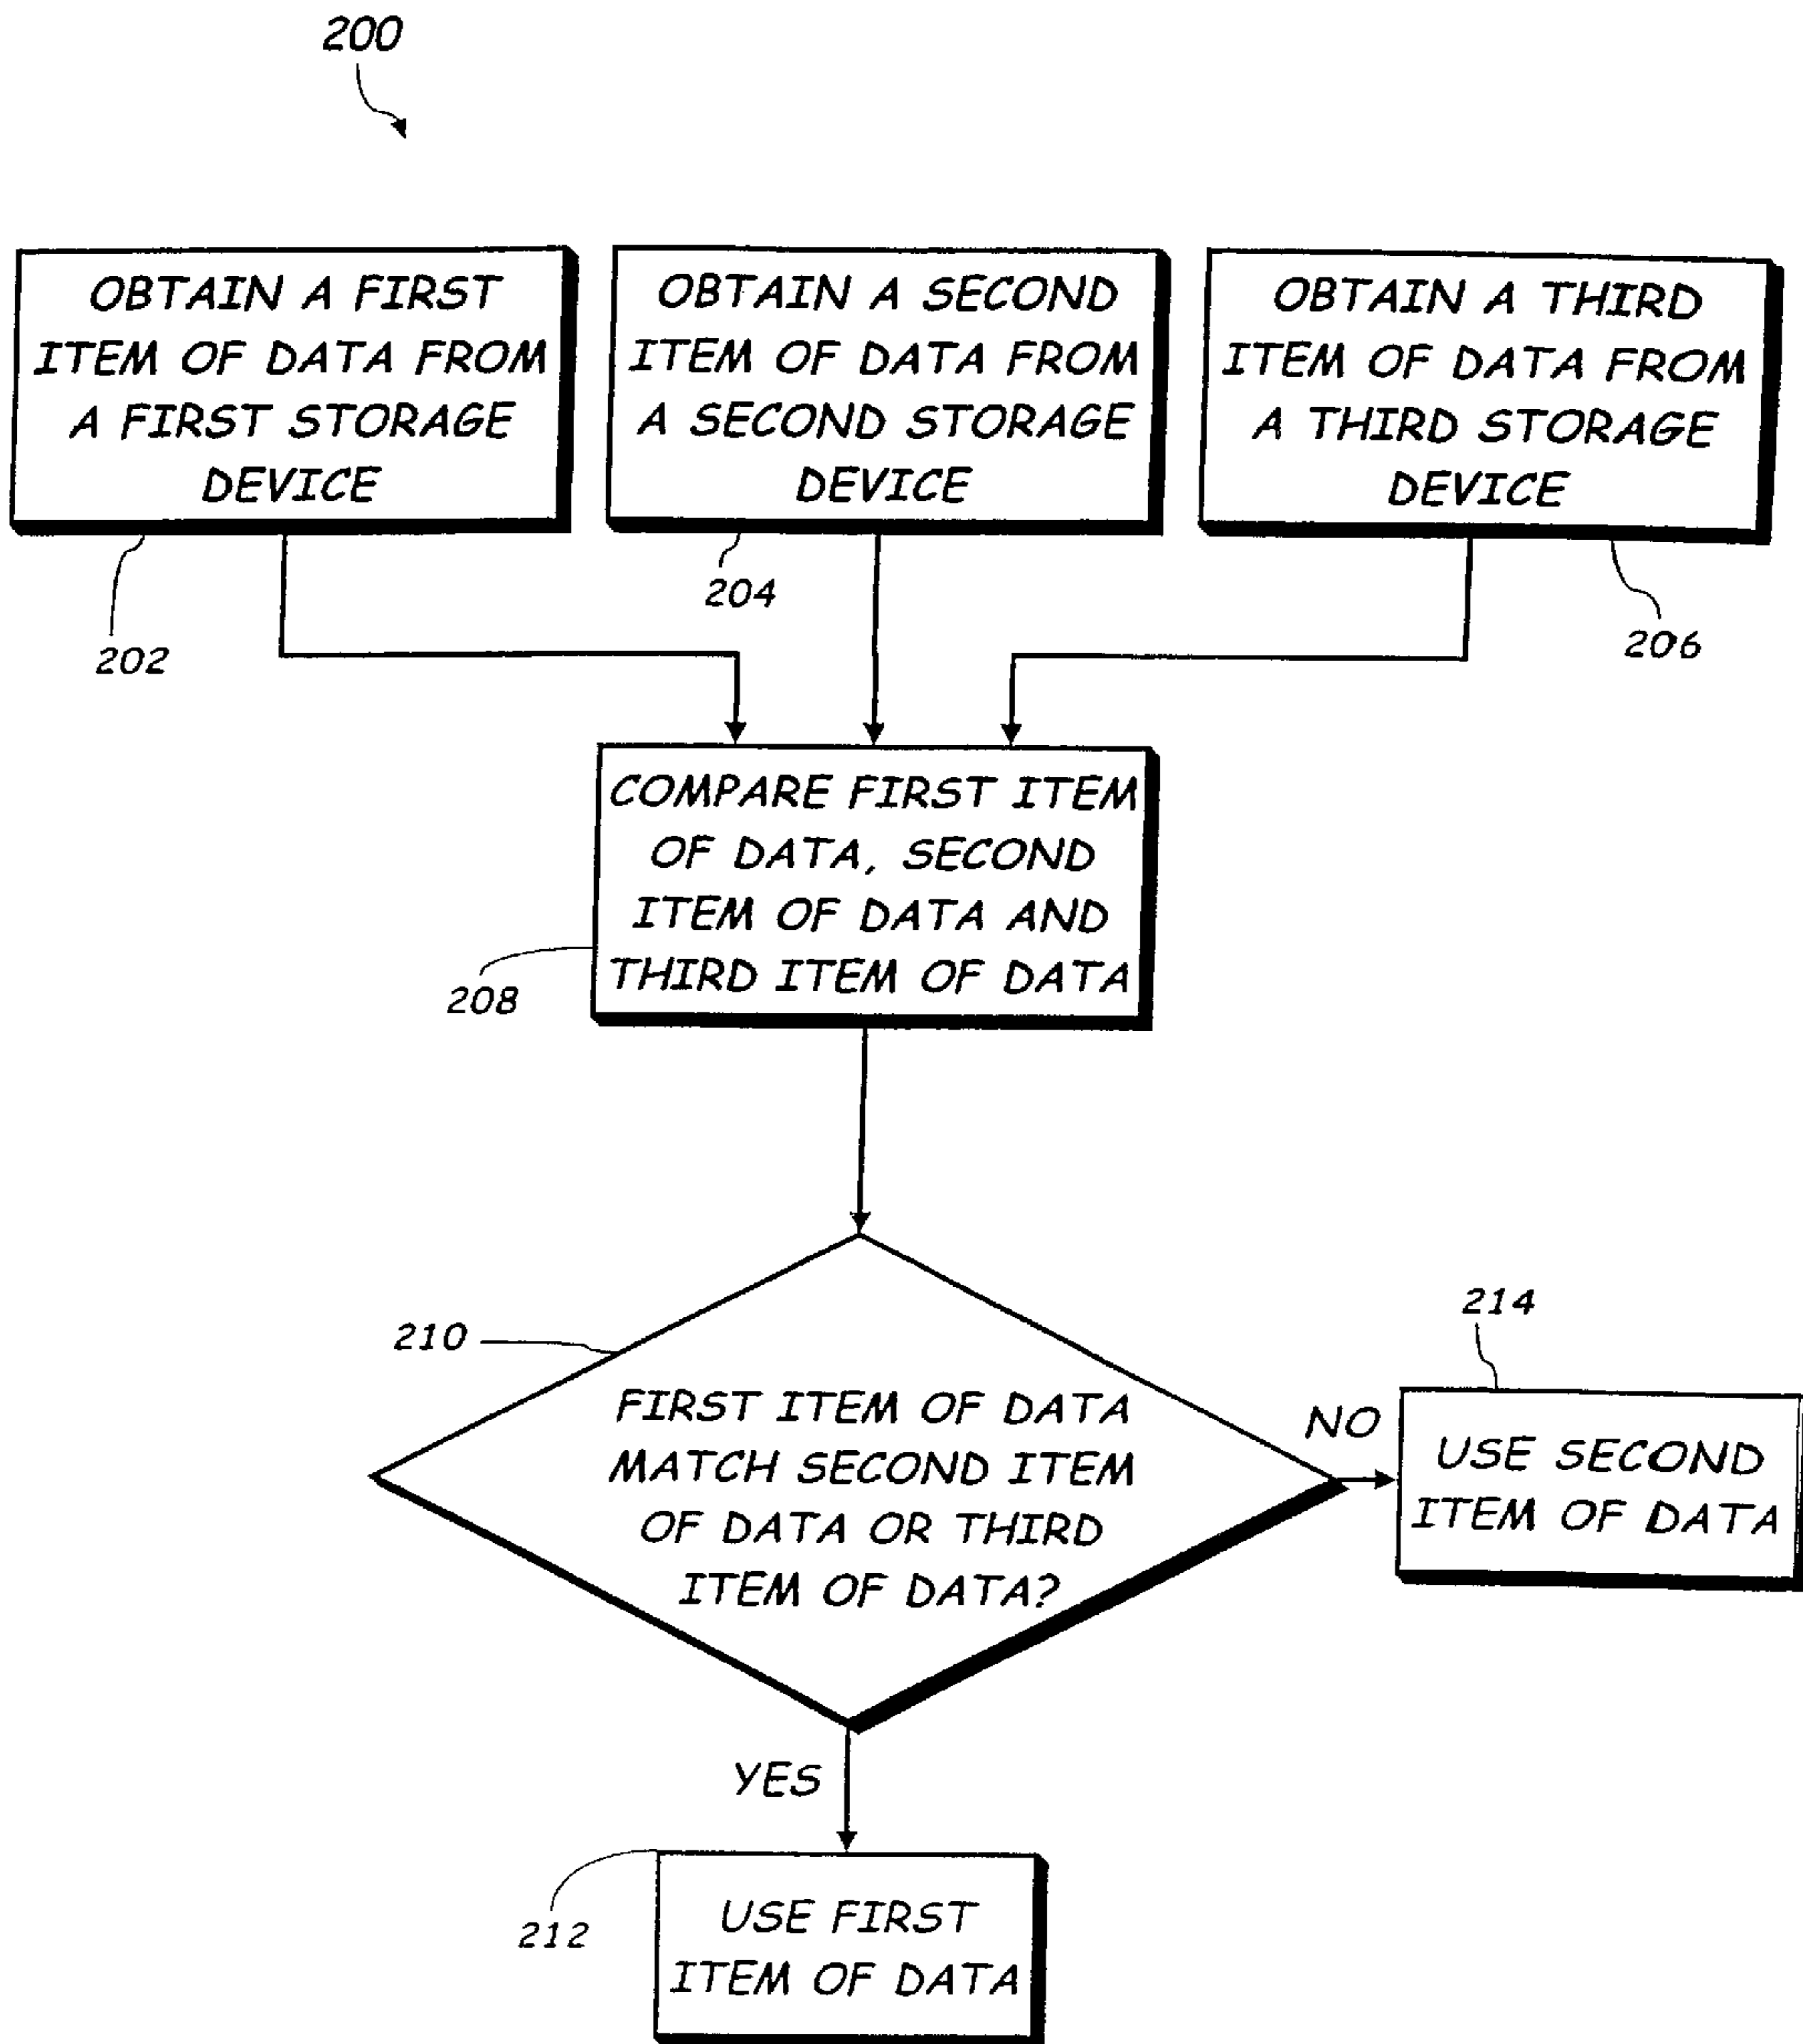 200
OBTAIN A FIRST
ITEM OF DATA FROM
A FIRST STORAGE
DEVICE
OBTAIN A SECOND
ITEM OF DATA FROM
A SECOND STORAGE
DEVICE
OBTAIN A THIRD
ITEM OF DATA FROM
A THIRD STORAGE
DEVICE
202
204
206
COMPARE FIRST ITEM
OF DATA, SECOND
ITEM OF DATA AND
THIRD ITEM OF DATA
208
210
FIRST ITEM OF DATA
MATCH SECOND ITEM
OF DATA OR THIRD
ITEM OF DATA?
NO
214
USE SECOND
ITEM OF DATA
YES
212
USE FIRST
ITEM OF DATA